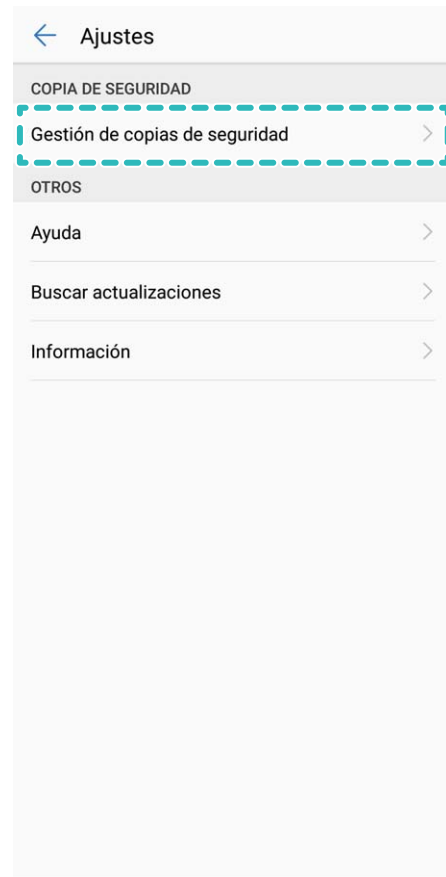 Ajustes
COPIA DE SEGURIDAD
Gestión de copias de seguridad
OTROS
Ayuda
Buscar actualizaciones
Información